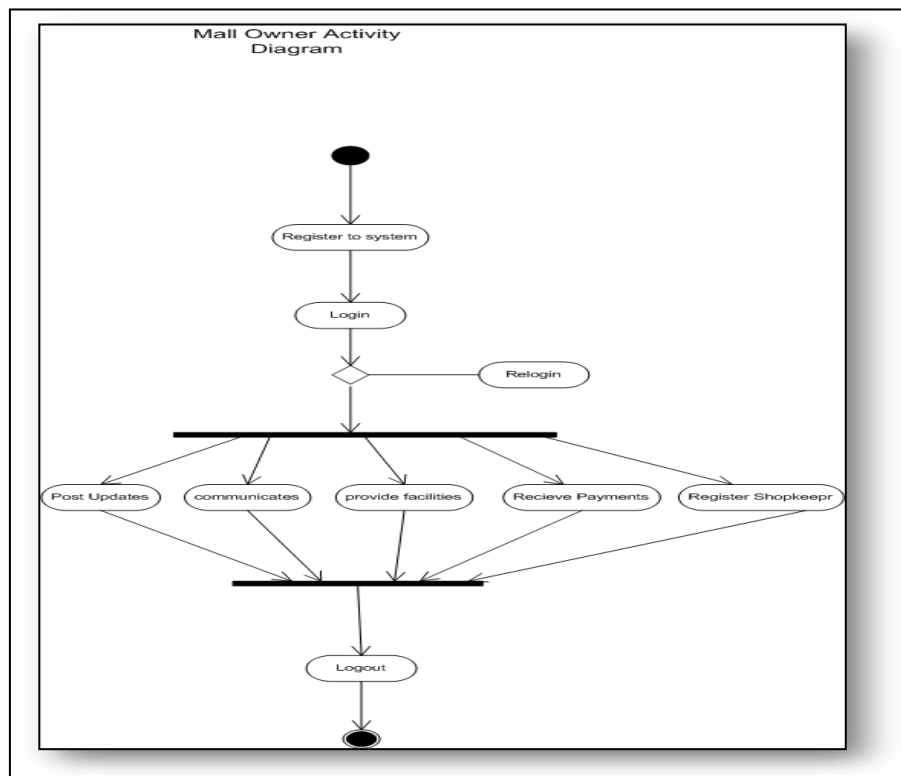 Mall Owner Activity
Diagram
Register to system
Login
Relogin
Post Updates
communicates
provide facilities
Recieve Payments
Register Shopkeepr
Logout